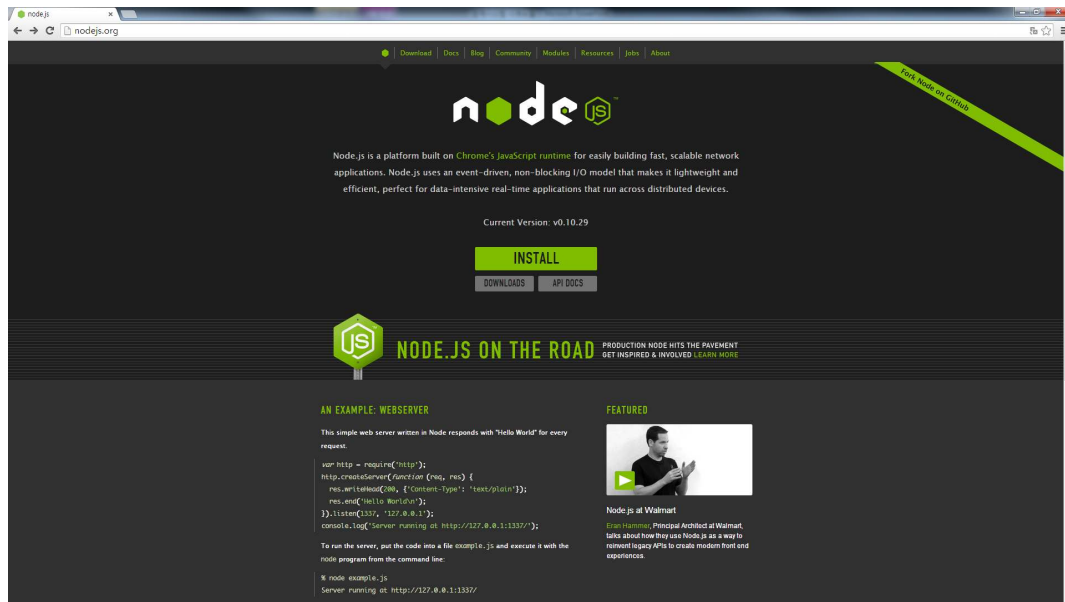 node.js
nodejs.org
Download Docs Blog Community Modules Resources Jobs About
Fork Node on GitHub
node JS ™
Node.js is a platform built on Chrome's JavaScript runtime for easily building fast, scalable network
applications. Node.js uses an event-driven, non-blocking I/O model that makes it lightweight and
efficient, perfect for data-intensive real-time applications that run across distributed devices.
Current Version: v0.10.29
INSTALL
DOWNLOADS API DOCS
JS
NODE.JS ON THE ROAD
PRODUCTION NODE HITS THE PAVEMENT
GET INSPIRED & INVOLVED LEARN MORE
AN EXAMPLE: WEBSERVER
This simple web server written in Node responds with "Hello World" for every
request.
var http = require('http');
http.createServer(function (req, res) {
  res.writeHead(200, {'Content-Type': 'text/plain'});
  res.end('Hello World\n');
}).listen(1337, '127.0.0.1');
console.log('Server running at http://127.0.0.1:1337/');
To run the server, put the code into a file example.js and execute it with the
node program from the command line:
% node example.js
Server running at http://127.0.0.1:1337/
FEATURED
Node.js at Walmart
Eran Hammer, Principal Architect at Walmart,
talks about how they use Node.js as a way to
reinvent legacy APIs to create modern front end
experiences.